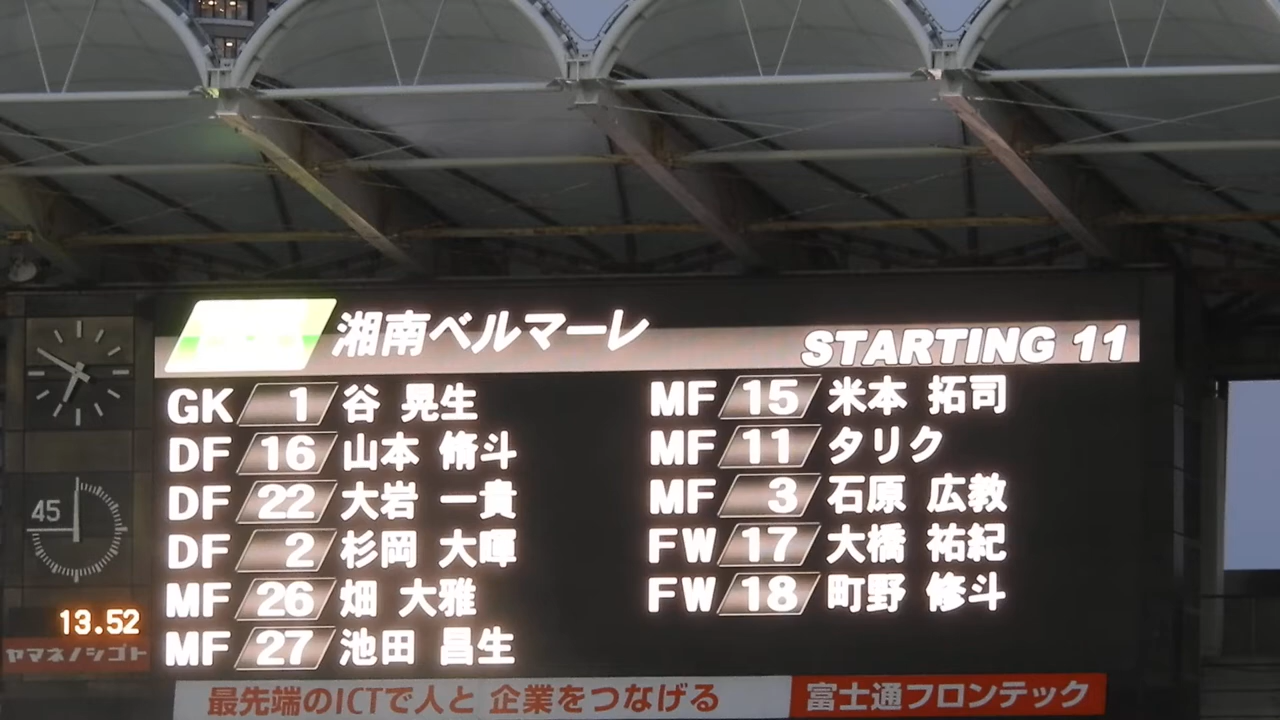 湘南ベルマーレ
STARTING 11
GK 1 谷 晃生
DF 16 山本 脩斗
DF 22 大岩 一貴
DF 2 杉岡 大暉
MF 26 畑 大雅
MF 27 池田 昌生
MF 15 米本 拓司
MF 11 タリク
MF 3 石原 広教
FW 17 大橋 祐紀
FW 18 町野 修斗
45
13.52
ヤマネノシゴト
最先端のICTで人と 企業をつなげる
富士通フロンテック